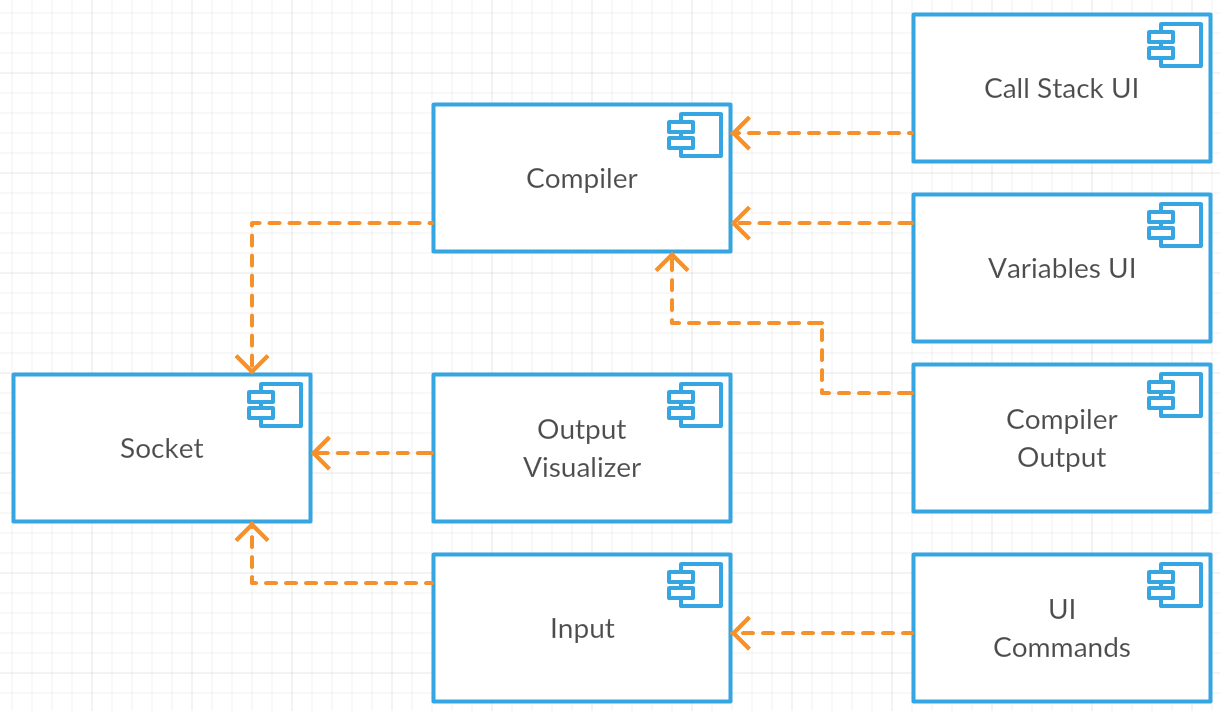 Call Stack UI
Compiler
Variables UI
Socket
Output
Visualizer
Compiler
Output
Input
UI
Commands